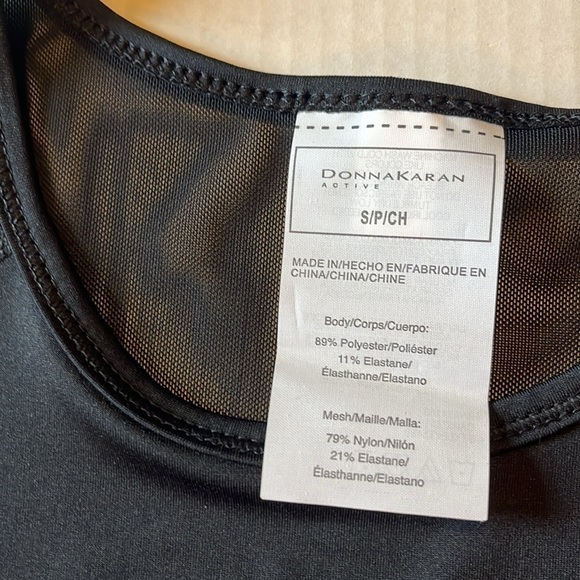 DONNAKARAN
ACTIVE
S/P/CH
MADE IN/HECHO EN/FABRIQUE EN
CHINA/CHINA/CHINE
Body/Corps/Cuerpo:
89% Polyester/Poliéster
11% Elastane/
Élasthanne/Elastano
Mesh/Maille/Malla:
79% Nylon/Nilón
21% Elastane/
Élasthanne/Elastano